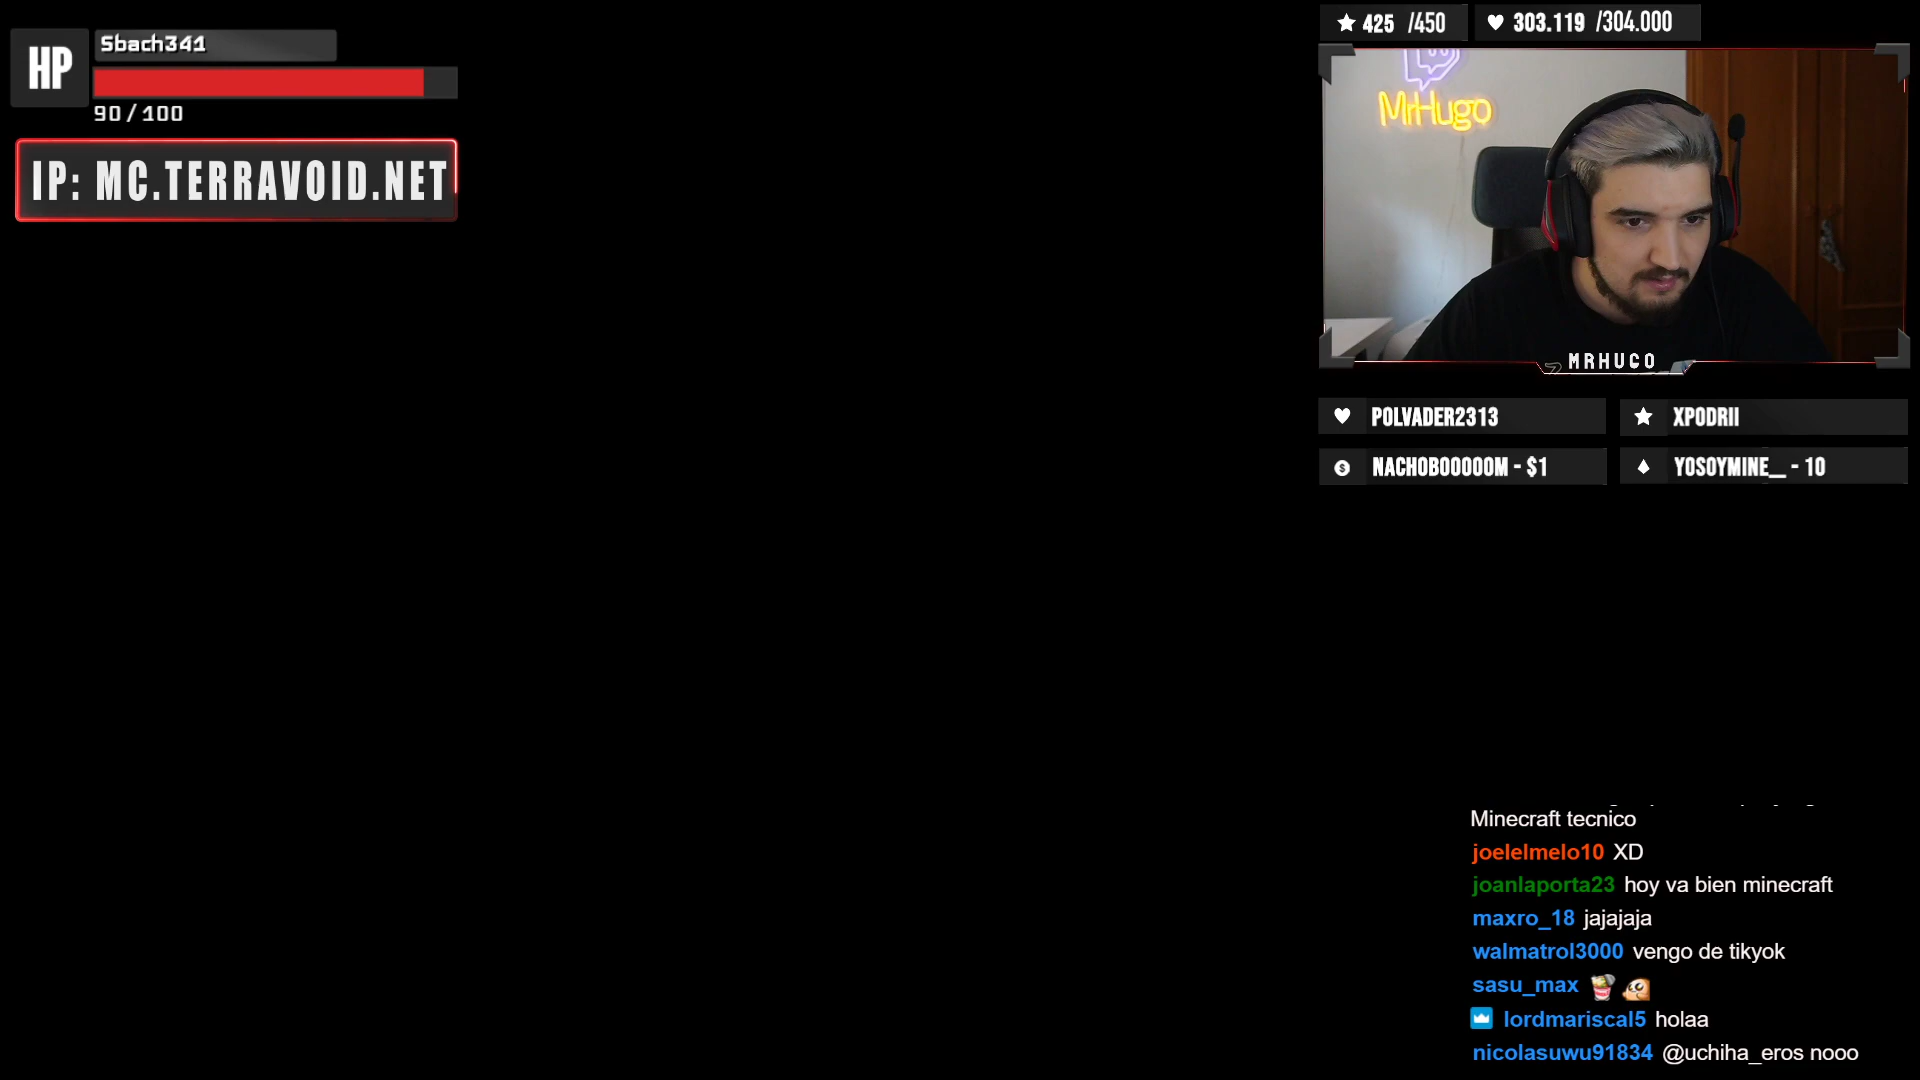 HP
Sbach341
90 / 100
IP: MC.TERRAVOID.NET
425 /450
303.119 /304.000
MrHugo
MRHUGO
POLVADER2313
XPODRII
NACHOBOOOOOM - $1
YOSOYMINE__ - 10
Minecraft tecnico
joelelmelo10 XD
joanlaporta23 hoy va bien minecraft
maxro_18 jajajaja
walmatrol3000 vengo de tikyok
sasu_max
lordmariscal5 holaa
nicolasuwu91834 @uchiha_eros nooo